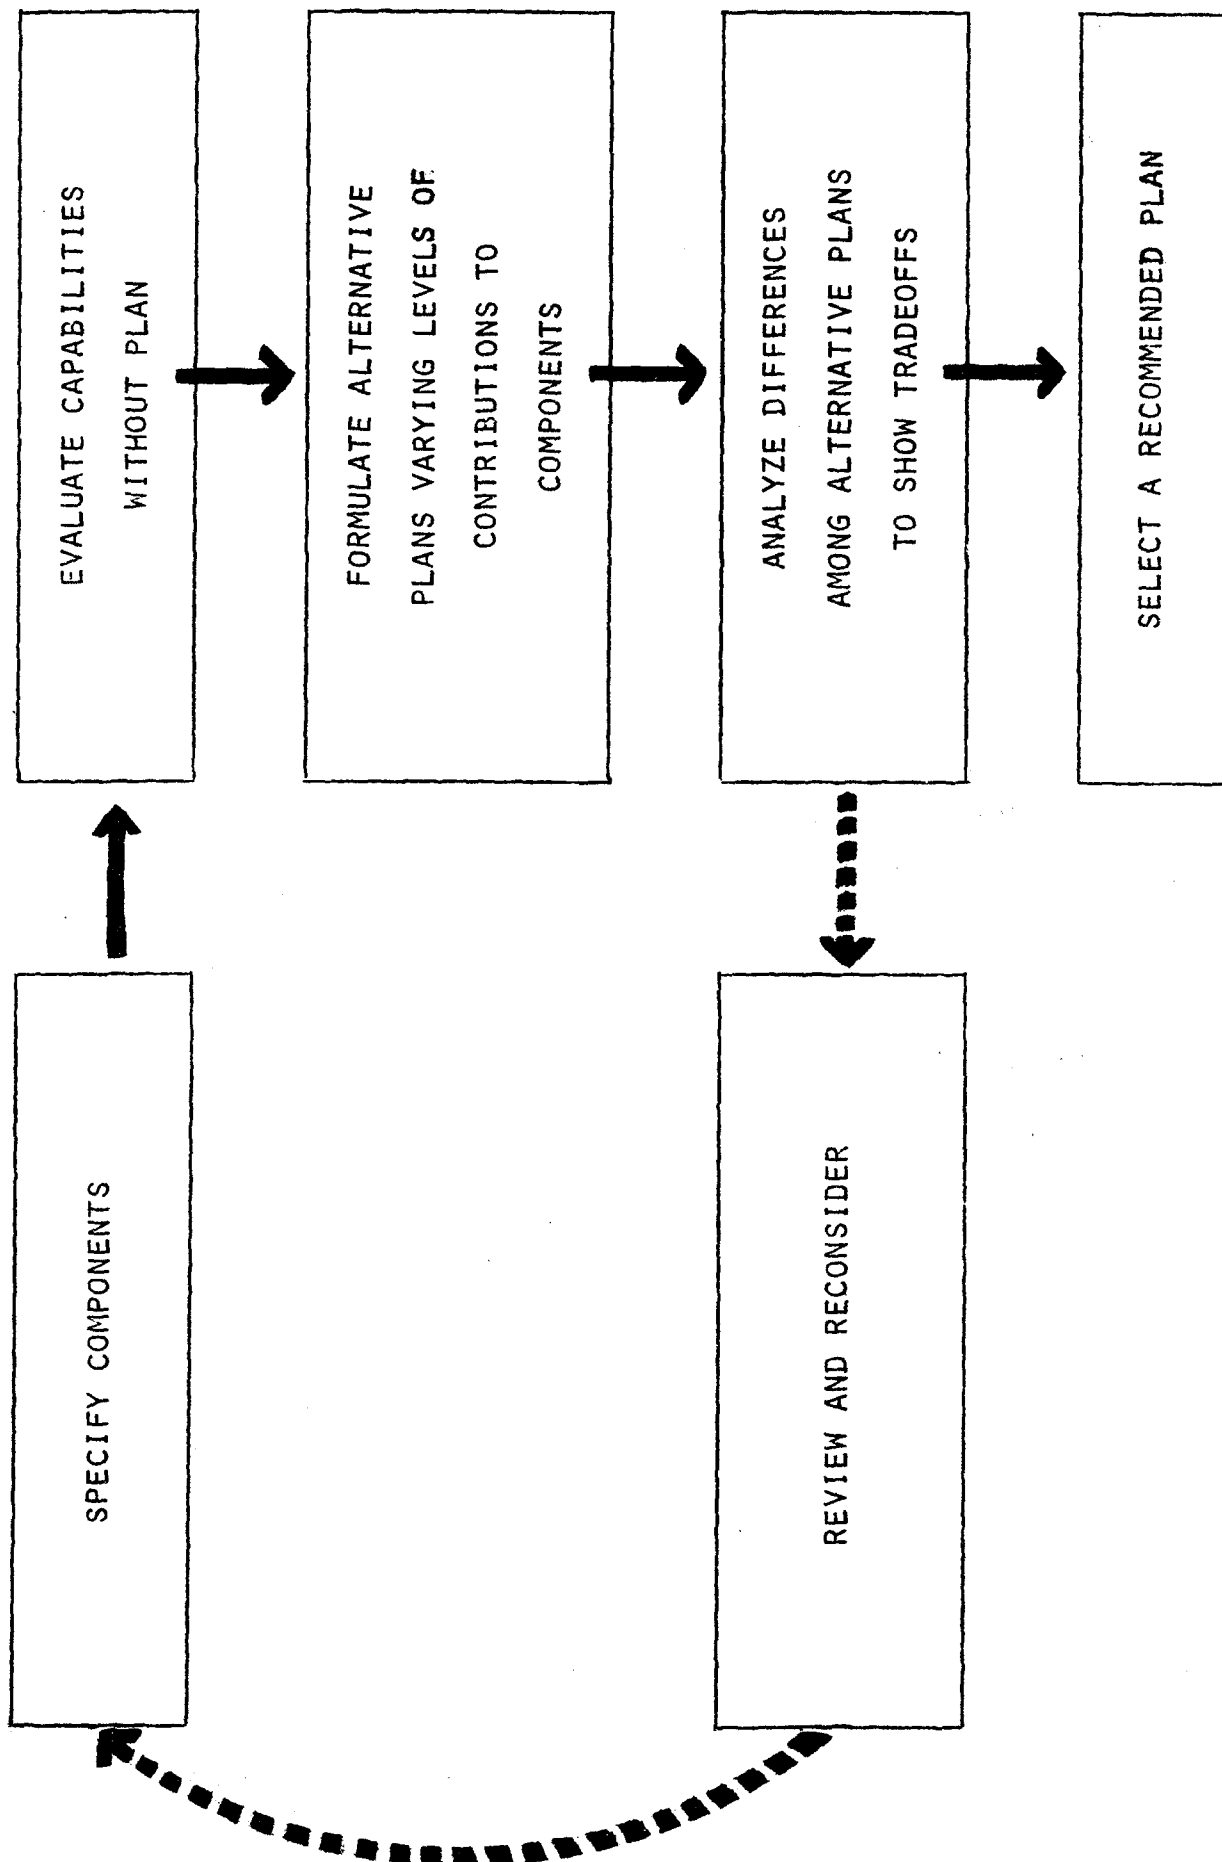 SPECIFY COMPONENTS
EVALUATE CAPABILITIES
WITHOUT PLAN
FORMULATE ALTERNATIVE
PLANS VARYING LEVELS OF
CONTRIBUTIONS TO
COMPONENTS
ANALYZE DIFFERENCES
AMONG ALTERNATIVE PLANS
TO SHOW TRADEOFFS
REVIEW AND RECONSIDER
SELECT A RECOMMENDED PLAN